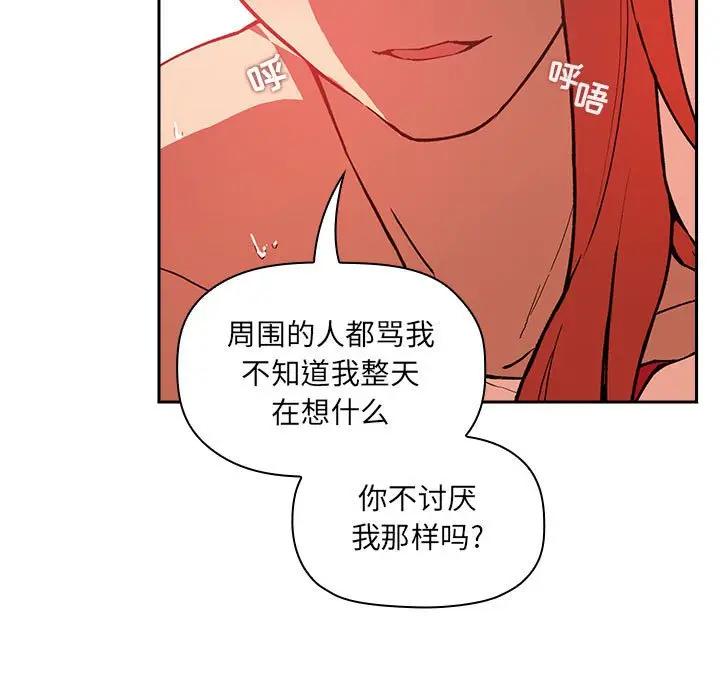 呼
呼唔
周围的人都骂我
不知道我整天
在想什么
你不讨厌
我那样吗?